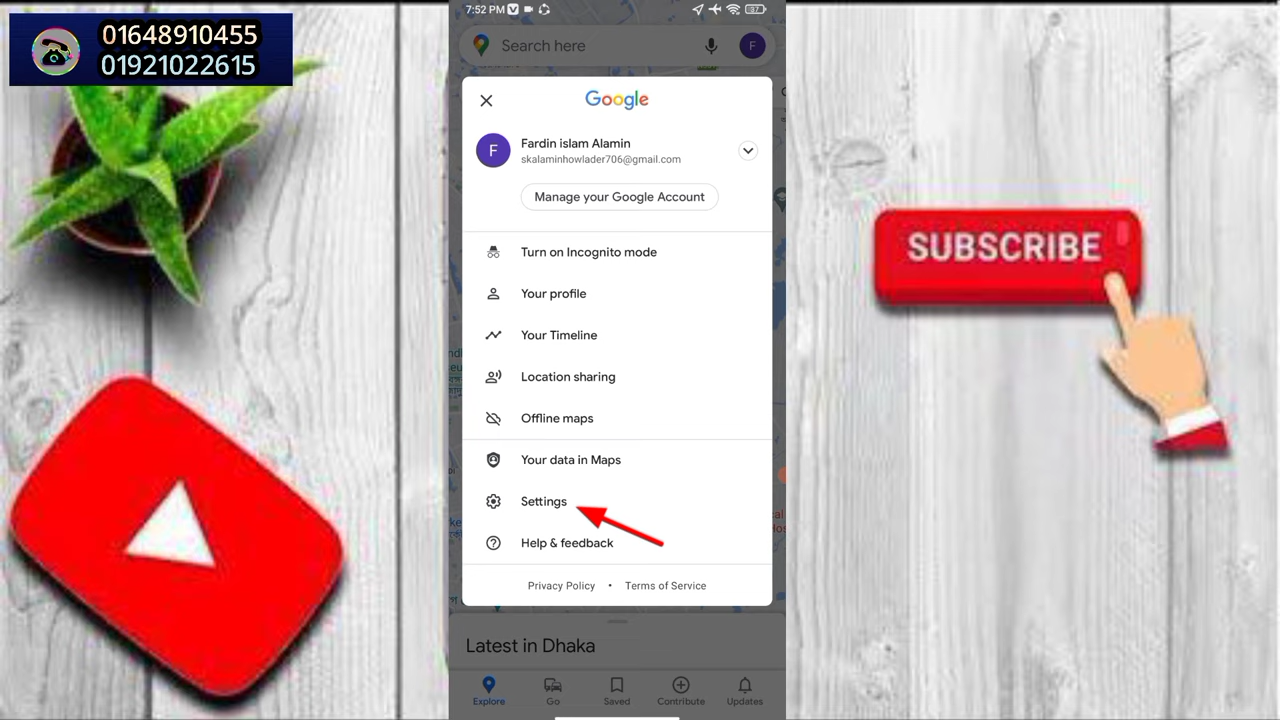 01648910455
01921022615
7:52 PM
87
Search here
F
Google
F
Fardin islam Alamin
skalaminhowlader706@gmail.com
Manage your Google Account
Turn on Incognito mode
Your profile
Your Timeline
Location sharing
Offline maps
Your data in Maps
Settings
Help & feedback
Privacy Policy • Terms of Service
Latest in Dhaka
Explore
Go
Saved
Contribute
Updates
SUBSCRIBE